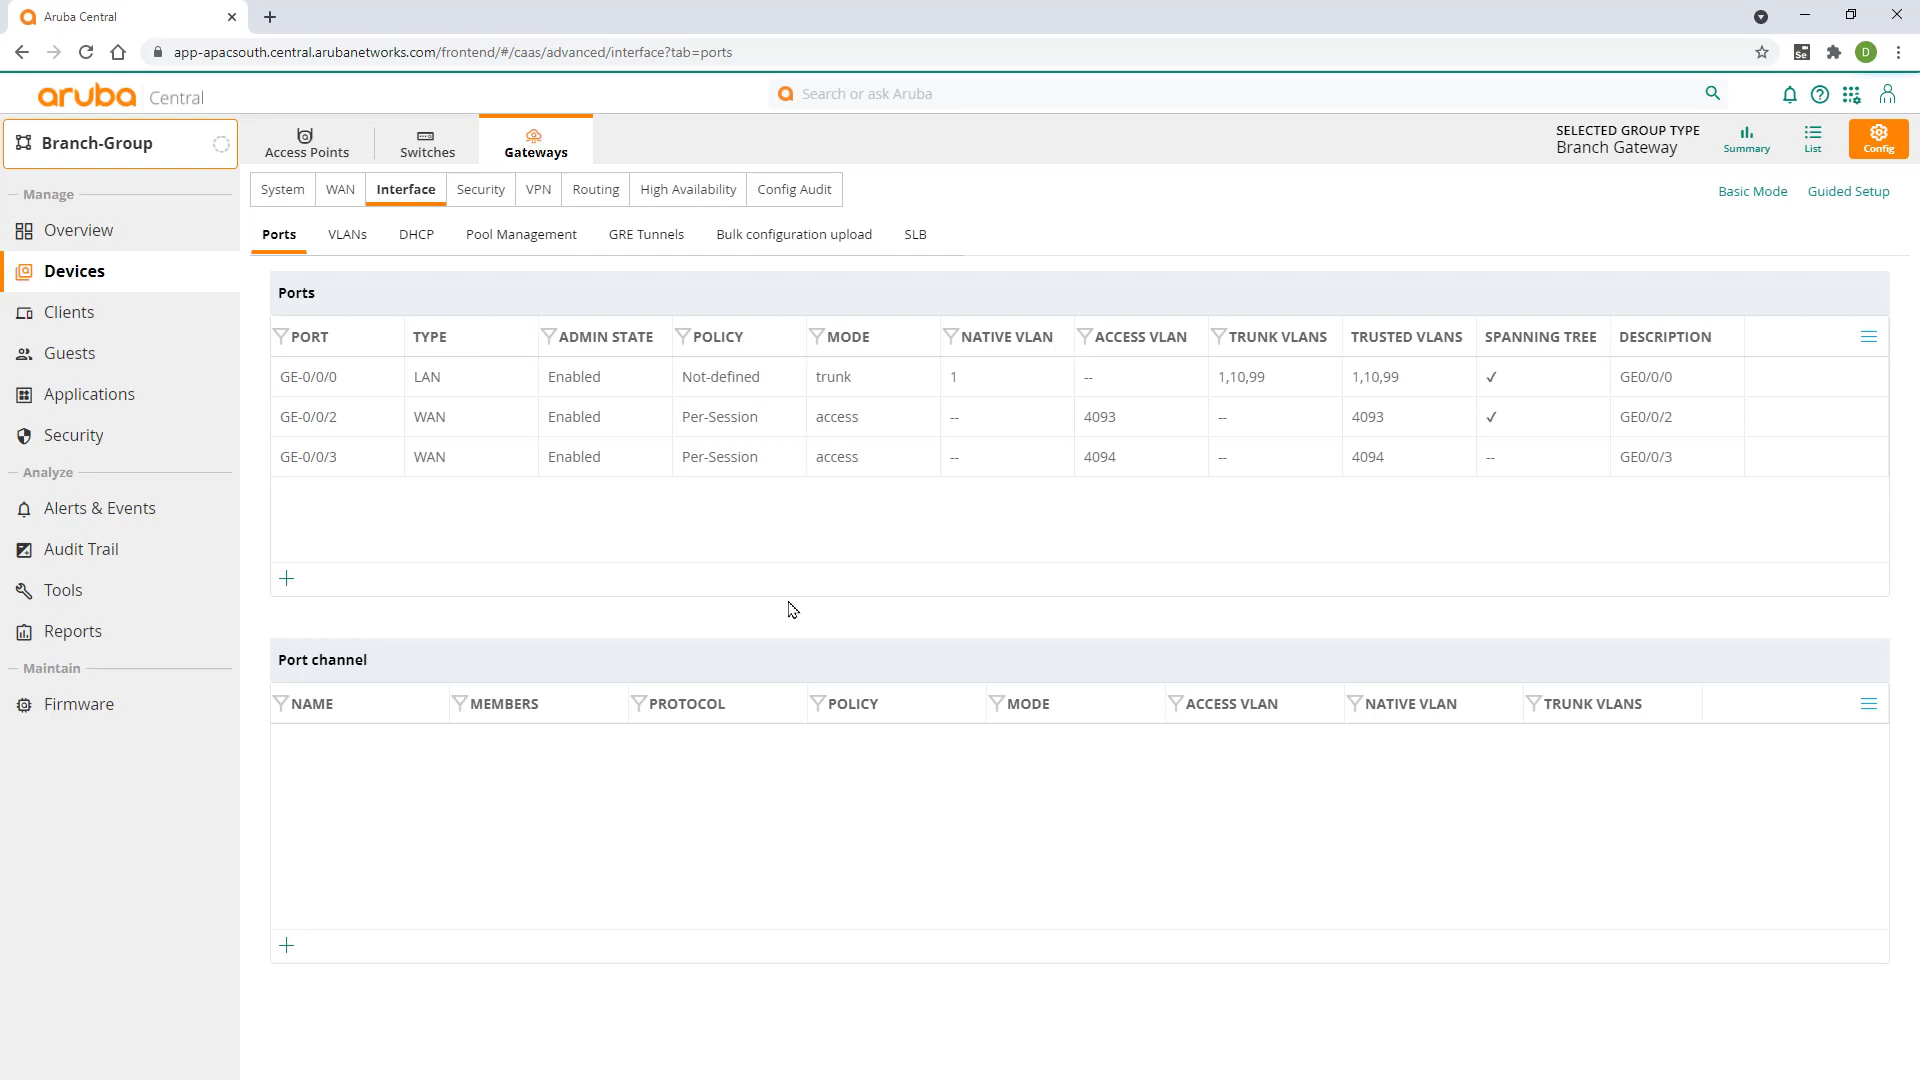 Aruba Central
app-apacsouth.central.arubanetworks.com/frontend/#/caas/advanced/interface?tab=ports
Se
D
aruba Central
Search or ask Aruba
Branch-Group
Access Points
Switches
Gateways
SELECTED GROUP TYPE
Branch Gateway
Summary
List
Config
Manage
Overview
Devices
Clients
Guests
Applications
Security
Analyze
Alerts & Events
Audit Trail
Tools
Reports
Maintain
Firmware
System WAN Interface Security VPN Routing High Availability Config Audit
Basic Mode Guided Setup
Ports VLANs DHCP Pool Management GRE Tunnels Bulk configuration upload SLB
Ports
PORT TYPE ADMIN STATE POLICY MODE NATIVE VLAN ACCESS VLAN TRUNK VLANS TRUSTED VLANS SPANNING TREE DESCRIPTION
GE-0/0/0 LAN Enabled Not-defined trunk 1 -- 1,10,99 1,10,99 ✓ GE0/0/0
GE-0/0/2 WAN Enabled Per-Session access -- 4093 -- 4093 ✓ GE0/0/2
GE-0/0/3 WAN Enabled Per-Session access -- 4094 -- 4094 -- GE0/0/3
+
Port channel
NAME MEMBERS PROTOCOL POLICY MODE ACCESS VLAN NATIVE VLAN TRUNK VLANS
+